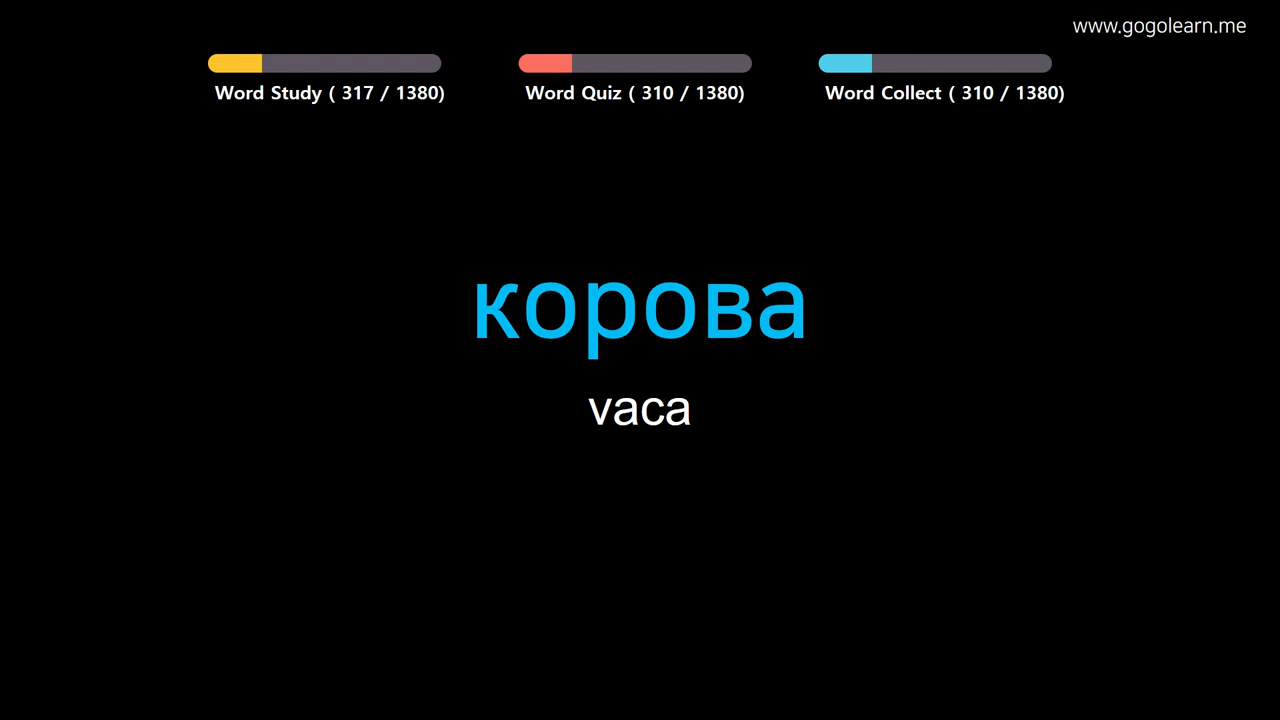 www.gogolearn.me
Word Study ( 317 / 1380)
Word Quiz ( 310 / 1380)
Word Collect ( 310 / 1380)
корова
vaca